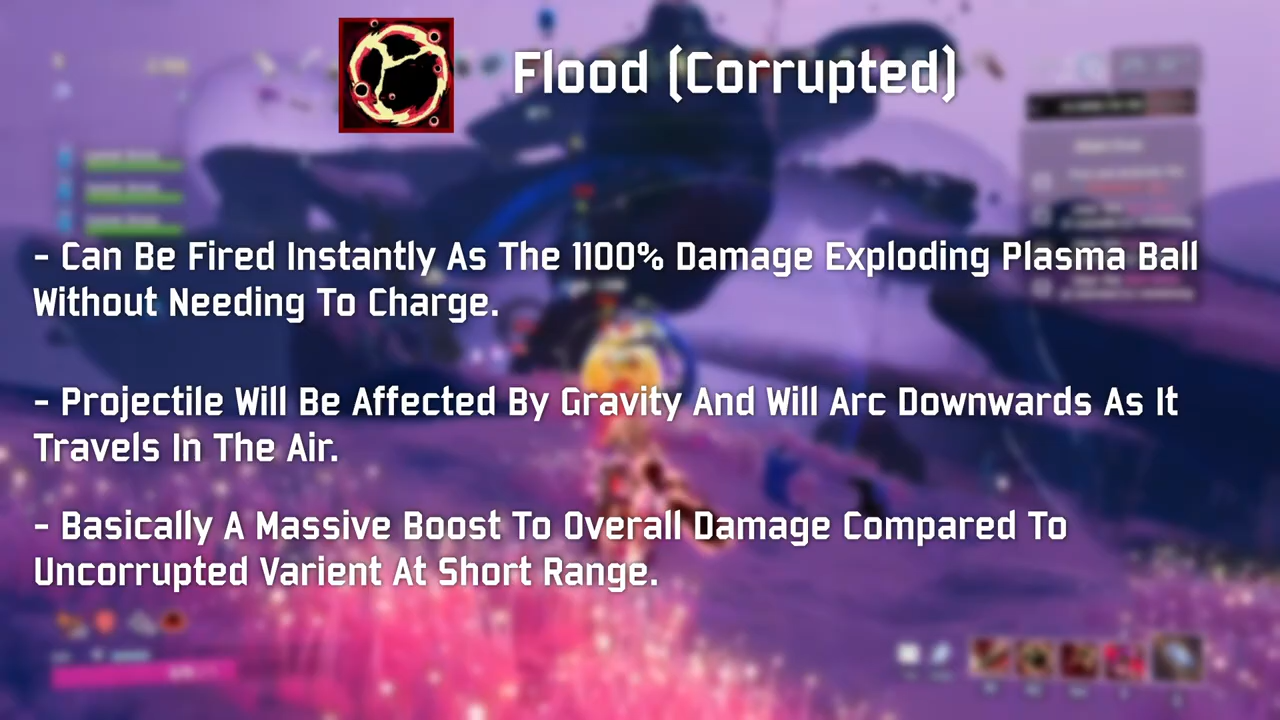 Flood (Corrupted)
- Can Be Fired Instantly As The 1100% Damage Exploding Plasma Ball
Without Needing To Charge.
- Projectile Will Be Affected By Gravity And Will Arc Downwards As It
Travels In The Air.
- Basically A Massive Boost To Overall Damage Compared To
Uncorrupted Varient At Short Range.